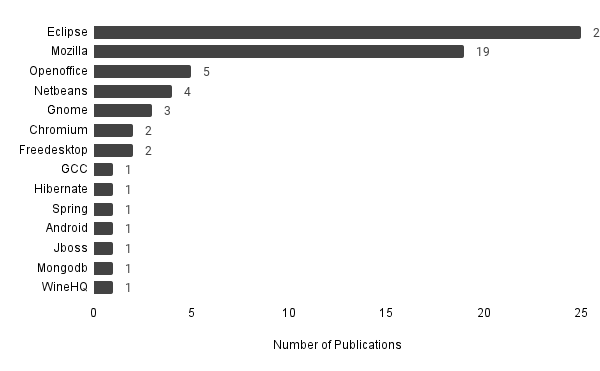 Eclipse 2
Mozilla 19
Openoffice 5
Netbeans 4
Gnome 3
Chromium 2
Freedesktop 2
GCC 1
Hibernate 1
Spring 1
Android 1
Jboss 1
Mongodb 1
WineHQ 1
0 5 10 15 20 25
Number of Publications